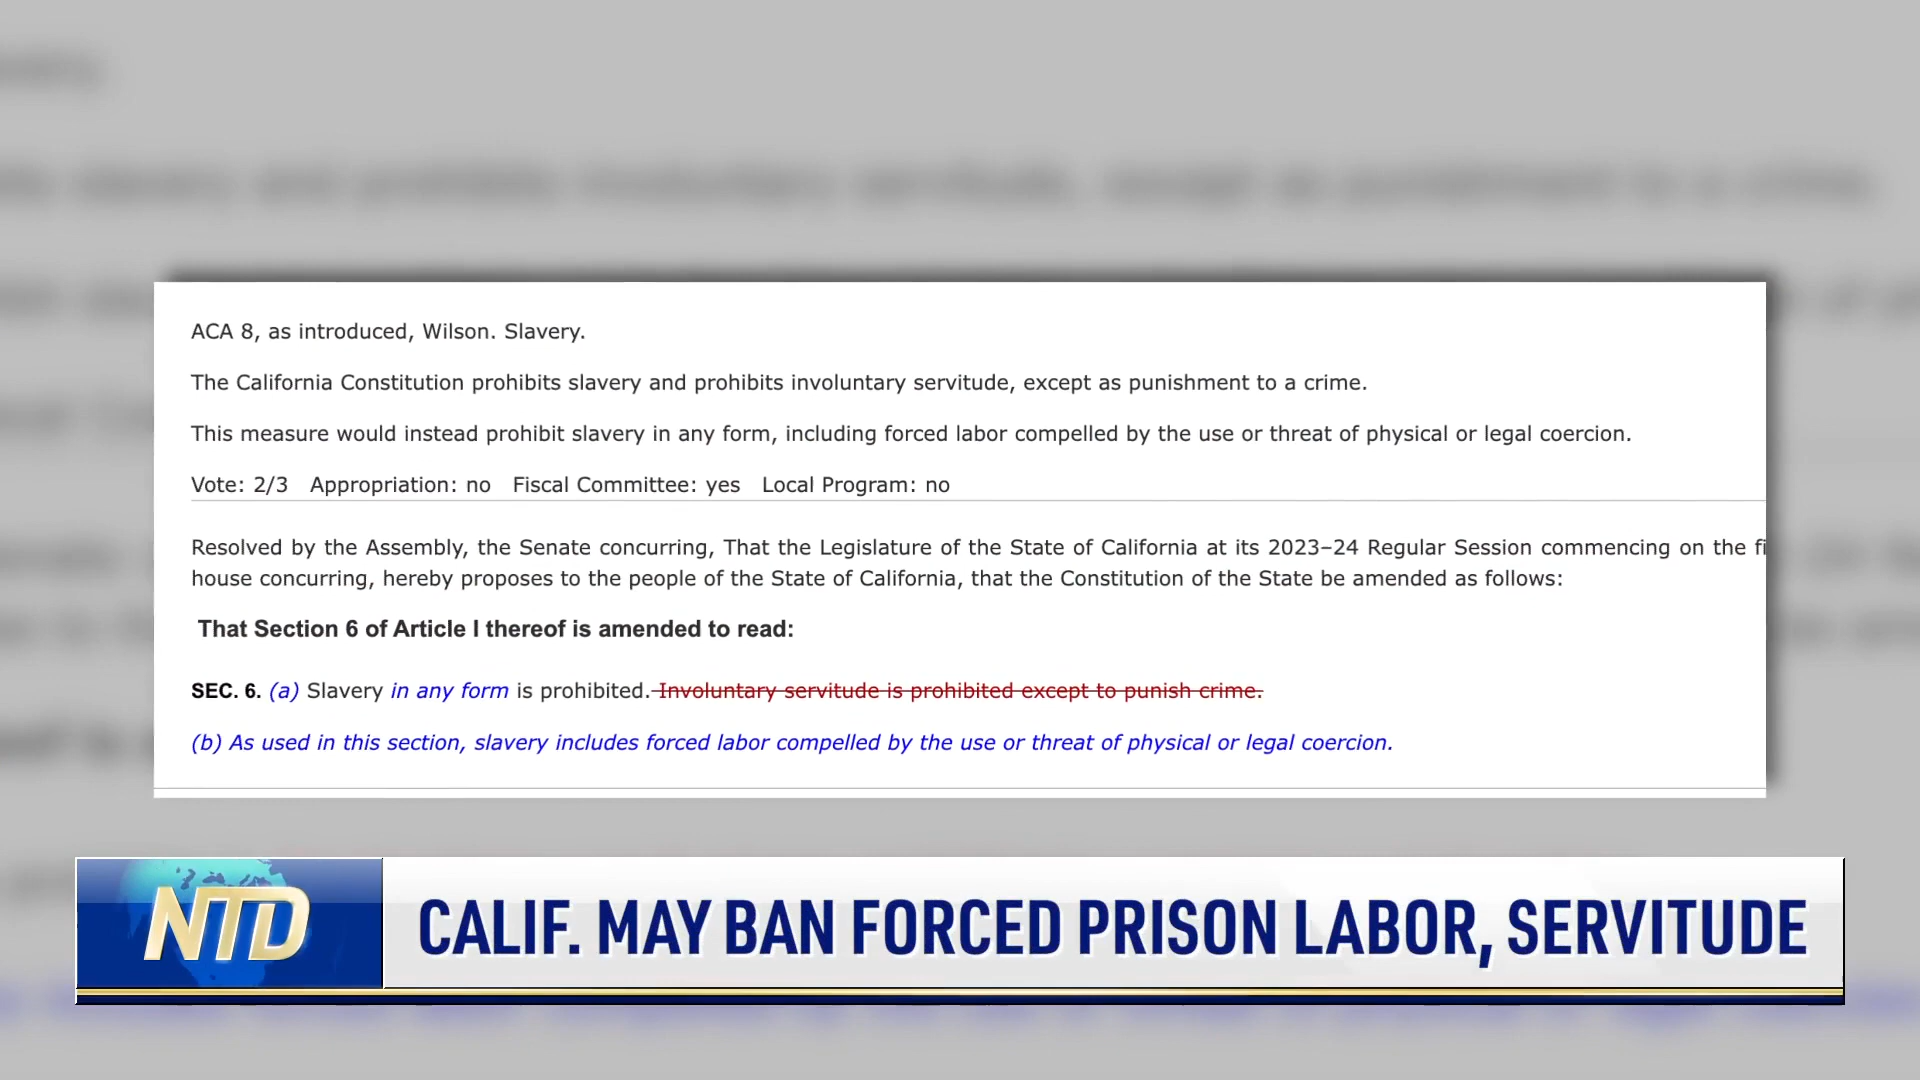 ACA 8, as introduced, Wilson. Slavery.
The California Constitution prohibits slavery and prohibits involuntary servitude, except as punishment to a crime.
This measure would instead prohibit slavery in any form, including forced labor compelled by the use or threat of physical or legal coercion.
Vote: 2/3 Appropriation: no Fiscal Committee: yes Local Program: no
Resolved by the Assembly, the Senate concurring, That the Legislature of the State of California at its 2023–24 Regular Session commencing on the
house concurring, hereby proposes to the people of the State of California, that the Constitution of the State be amended as follows:
That Section 6 of Article I thereof is amended to read:
SEC. 6. (a) Slavery in any form is prohibited. Involuntary servitude is prohibited except to punish crime.
(b) As used in this section, slavery includes forced labor compelled by the use or threat of physical or legal coercion.
NTD
CALIF. MAY BAN FORCED PRISON LABOR, SERVITUDE